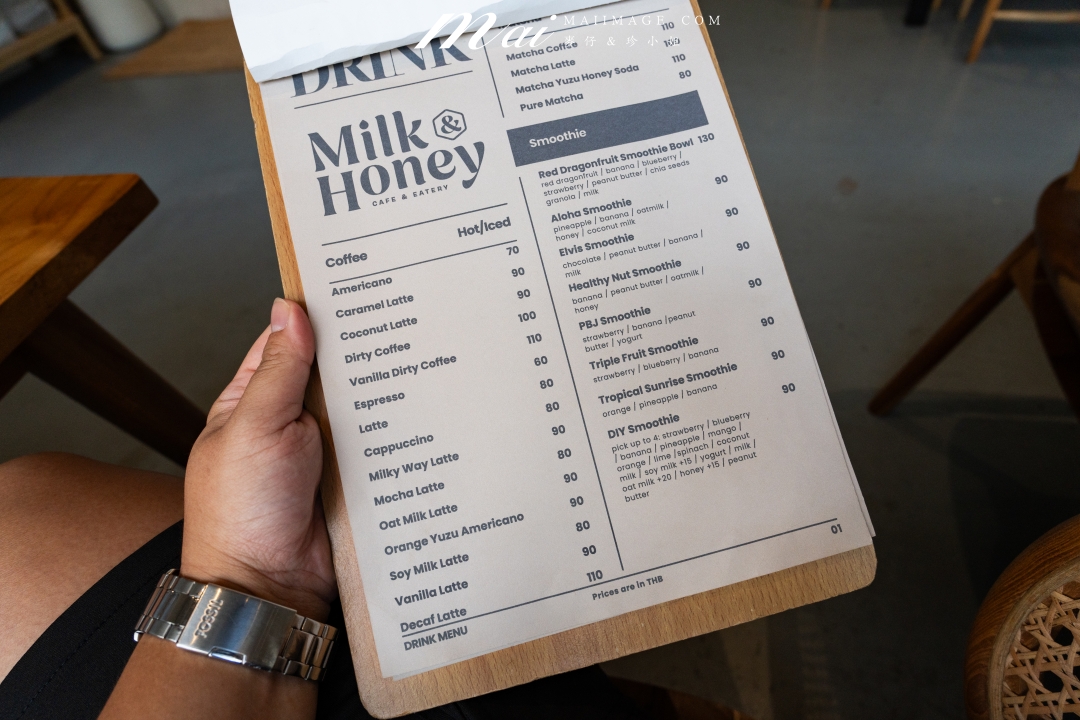 Mai MAIIMAGE.COM
麥仔&珍小姐
DRINK
Milk &
Honey
CAFE & EATERY
Hot/Iced
Coffee
Americano 70
Caramel Latte 90
Coconut Latte 90
Dirty Coffee 100
Vanilla Dirty Coffee 110
Espresso 60
Latte 80
Cappuccino 80
Milky Way Latte 90
Mocha Latte 80
Oat Milk Latte 90
Orange Yuzu Americano 90
Soy Milk Latte 80
Vanilla Latte 90
Decaf Latte 110
DRINK MENU
110
Matcha Coffee 100
Matcha Latte 110
Matcha Yuzu Honey Soda 80
Pure Matcha
Smoothie
Red Dragonfruit Smoothie Bowl 130
red dragonfruit / banana / blueberry /
strawberry / peanut butter / chia seeds
granola / milk
Aloha Smoothie 90
pineapple / banana / oatmilk /
honey / coconut milk
Elvis Smoothie 90
chocolate / peanut butter / banana /
milk
Healthy Nut Smoothie 90
banana / peanut butter / oatmilk /
honey
PBJ Smoothie 90
strawberry / banana /peanut
butter / yogurt
Triple Fruit Smoothie 90
strawberry / blueberry / banana
Tropical Sunrise Smoothie 90
orange / pineapple / banana
DIY Smoothie 90
pick up to 4: strawberry / blueberry
/ banana / pineapple / mango /
orange / lime /spinach / coconut
milk / soy milk +15 / yogurt / milk /
oat milk +20 / honey +15 / peanut
butter
Prices are in THB
01
FOSSIL